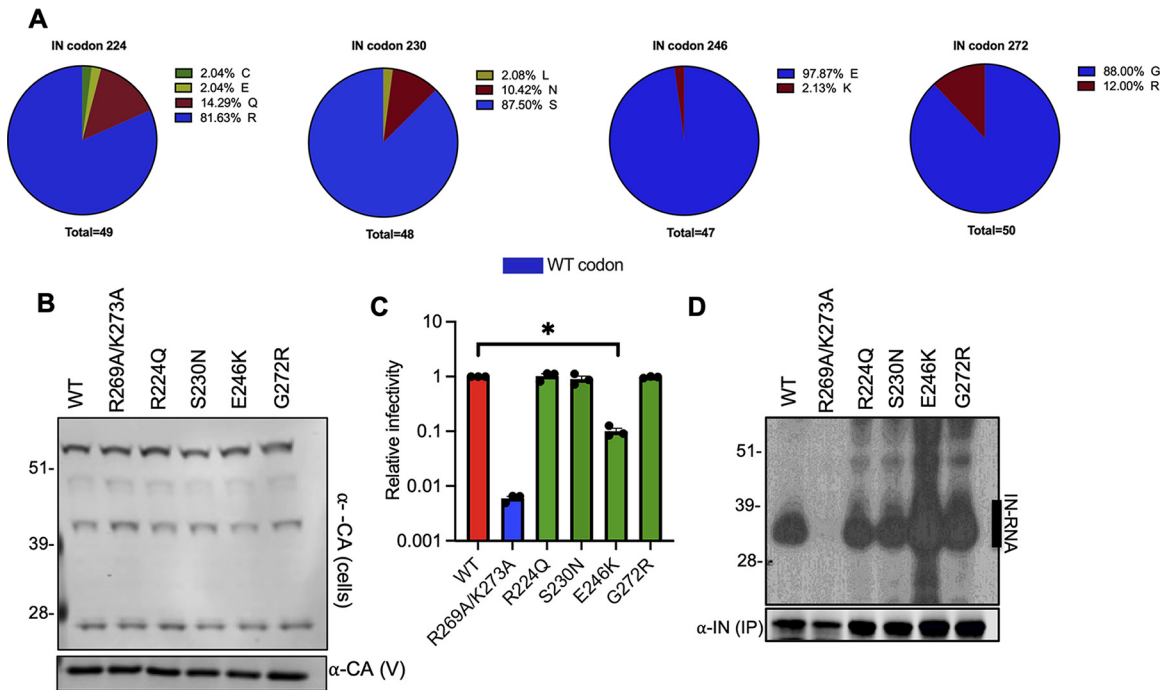 A
IN codon 224
2.04% C
2.04% E
14.29% Q
81.63% R
Total=49
IN codon 230
2.08% L
10.42% N
87.50% S
Total=48
IN codon 246
97.87% E
2.13% K
Total=47
IN codon 272
88.00% G
12.00% R
Total=50
WT codon
B
WT
R269A/K273A
R224Q
S230N
E246K
G272R
51-
39-
28-
α--CA (cells)
α-CA (V)
C
Relative infectivity
10
1
0.1
0.01
0.001
*
WT
R269A/K273A
R224Q
S230N
E246K
G272R
D
WT
R269A/K273A
R224Q
S230N
E246K
G272R
51-
39-
28-
IN-RNA
α-IN (IP)